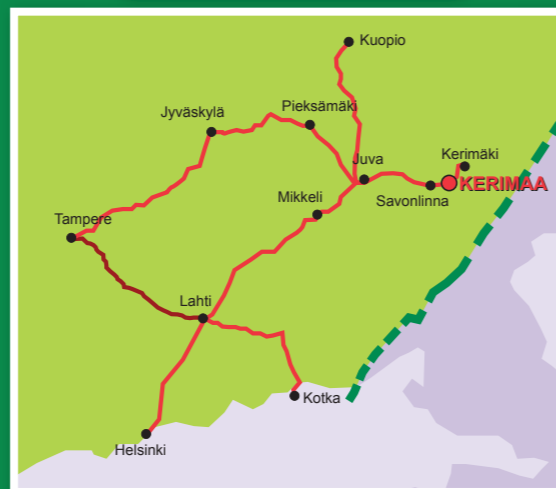 Kuopio
Pieksämäki
Jyväskylä
Kerimäki
Juva
KERIMAA
Mikkeli
Savonlinna
Tampere
Lahti
Kotka
Helsinki